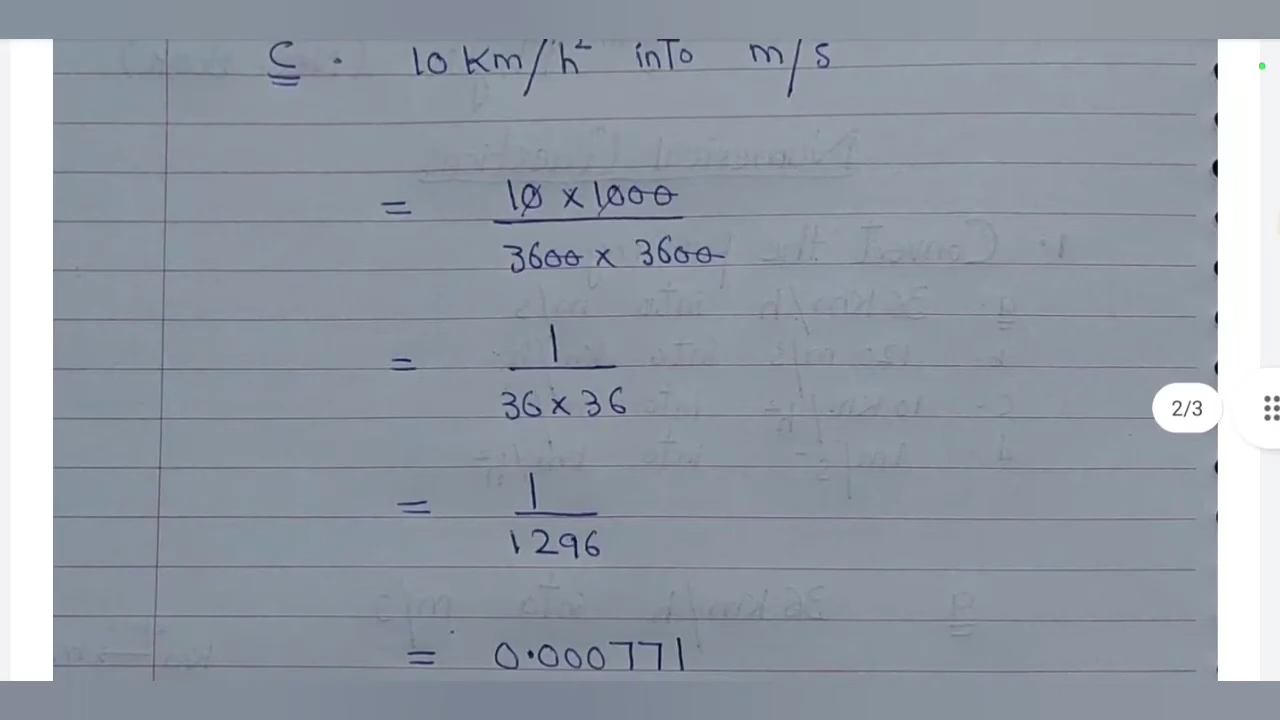 C. 10 Km/h² into m/s
= 10 × 1000
3600 × 3600
= 1
36 × 36
2/3
= 1
1296
= 0.000771